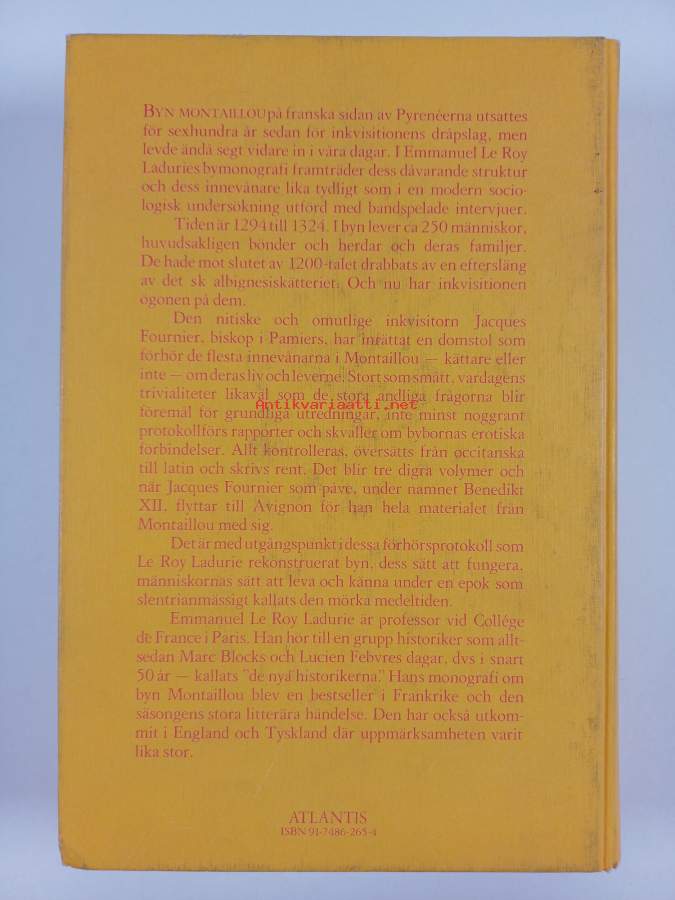 BYN MONTAILLOU på franska sidan av Pyrenéerna utsattes
för sexhundra år sedan för inkvisitionens dråpslag, men
levde ändå segt vidare in i våra dagar. I Emmanuel Le Roy
Laduries bymonografi framträder dess dåvarande struktur
och dess innevånare lika tydligt som i en modern socio-
logisk undersökning utförd med bandspelade intervjuer.
Tiden är 1294 till 1324. I byn lever ca 250 människor,
huvudsakligen bönder och herdar och deras familjer.
De hade mot slutet av 1200-talet drabbats av en eftersläng
av det sk albignesiskätteriet. Och nu har inkvisitionen
ögonen på dem.
Den nitiske och omutlige inkvisitorn Jacques
Fournier, biskop i Pamiers, har inrättat en domstol som
förhör de flesta innevånarna i Montaillou — kättare eller
inte — om deras liv och leverne. Stort som smått, vardagens
trivialiteter likaväl som de stora andliga frågorna blir
Antikvariaatti.net
föremål för grundliga utredningar, inte minst noggrant
protokollförs rapporter och skvaller om bybornas erotiska
förbindelser. Allt kontrolleras, översätts från occitanska
till latin och skrivs rent. Det blir tre digra volymer och
när Jacques Fournier som påve, under namnet Benedikt
XII, flyttar till Avignon för han hela materialet från
Montaillou med sig.
Det är med utgångspunkt i dessa förhörsprotokoll som
Le Roy Ladurie rekonstruerat byn, dess sätt att fungera,
människornas sätt att leva och känna under en epok som
slentrianmässigt kallats den mörka medeltiden.
Emmanuel Le Roy Ladurie är professor vid Collège
de France i Paris. Han hör till en grupp historiker som allt-
sedan Marc Blocks och Lucien Febvres dagar, dvs i snart
50 år — kallats "de nya historikerna." Hans monografi om
byn Montaillou blev en bestseller i Frankrike och den
säsongens stora litterära händelse. Den har också utkom-
mit i England och Tyskland där uppmärksamheten varit
lika stor.
ATLANTIS
ISBN 91-7486-265-4